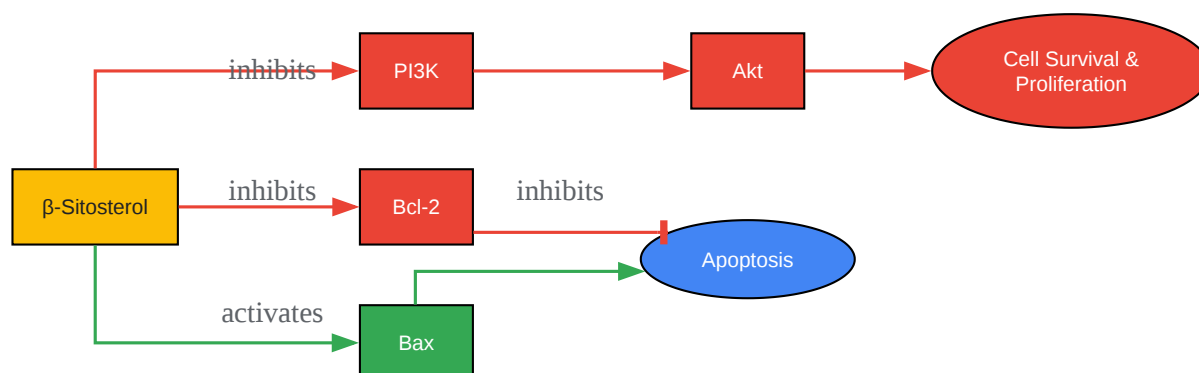 inhibits
PI3K
Akt
Cell Survival &
Proliferation
β-Sitosterol
inhibits
Bcl-2
inhibits
Apoptosis
activates
Bax